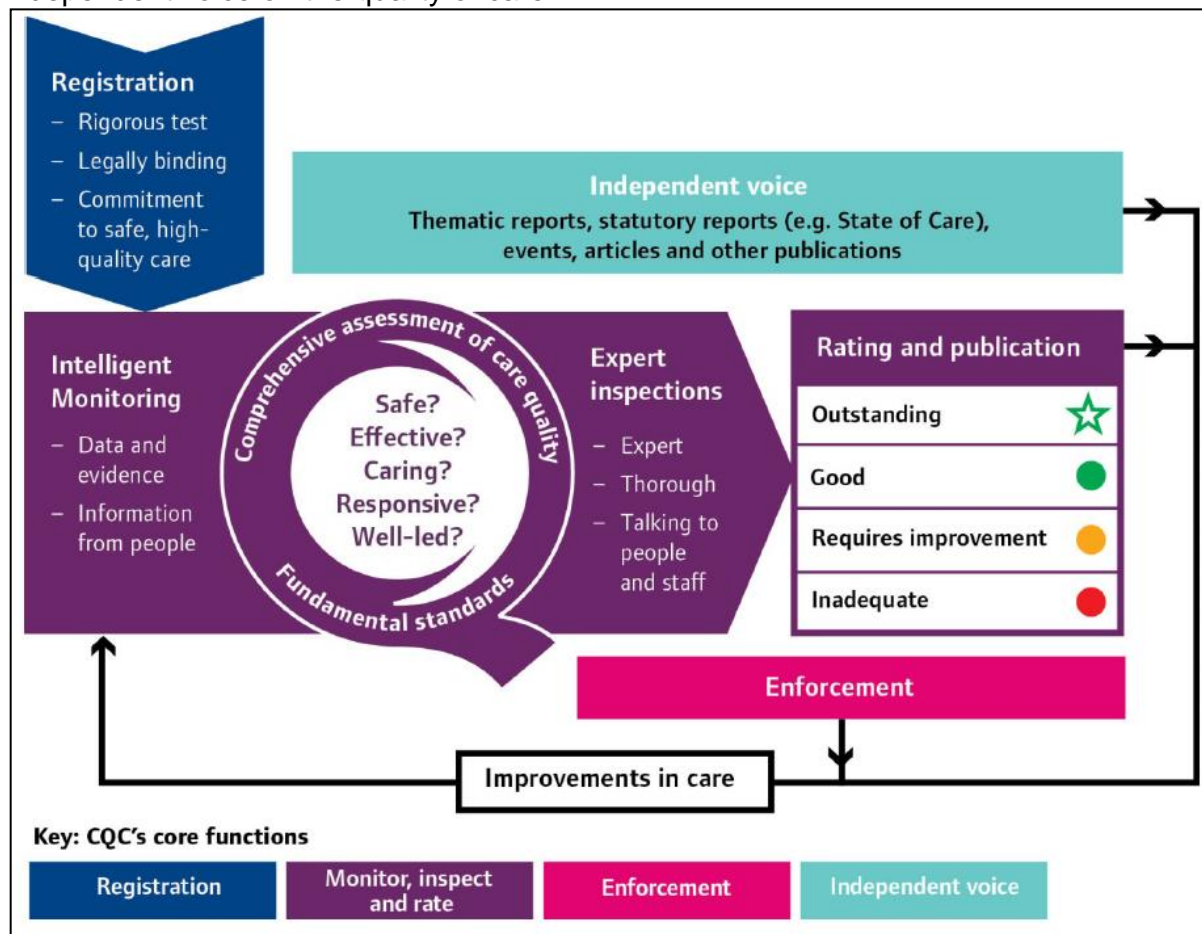 Registration
– Rigorous test
– Legally binding
– Commitment
to safe, high-
quality care
Independent voice
Thematic reports, statutory reports (e.g. State of Care),
events, articles and other publications
Intelligent
Monitoring
– Data and
evidence
– Information
from people
Comprehensive assessment of care quality
Safe?
Effective?
Caring?
Responsive?
Well-led?
Fundamental standards
Expert
inspections
– Expert
– Thorough
– Talking to
people
and staff
Rating and publication
Outstanding
Good
Requires improvement
Inadequate
Enforcement
Improvements in care
Key: CQC's core functions
Registration
Monitor, inspect
and rate
Enforcement
Independent voice